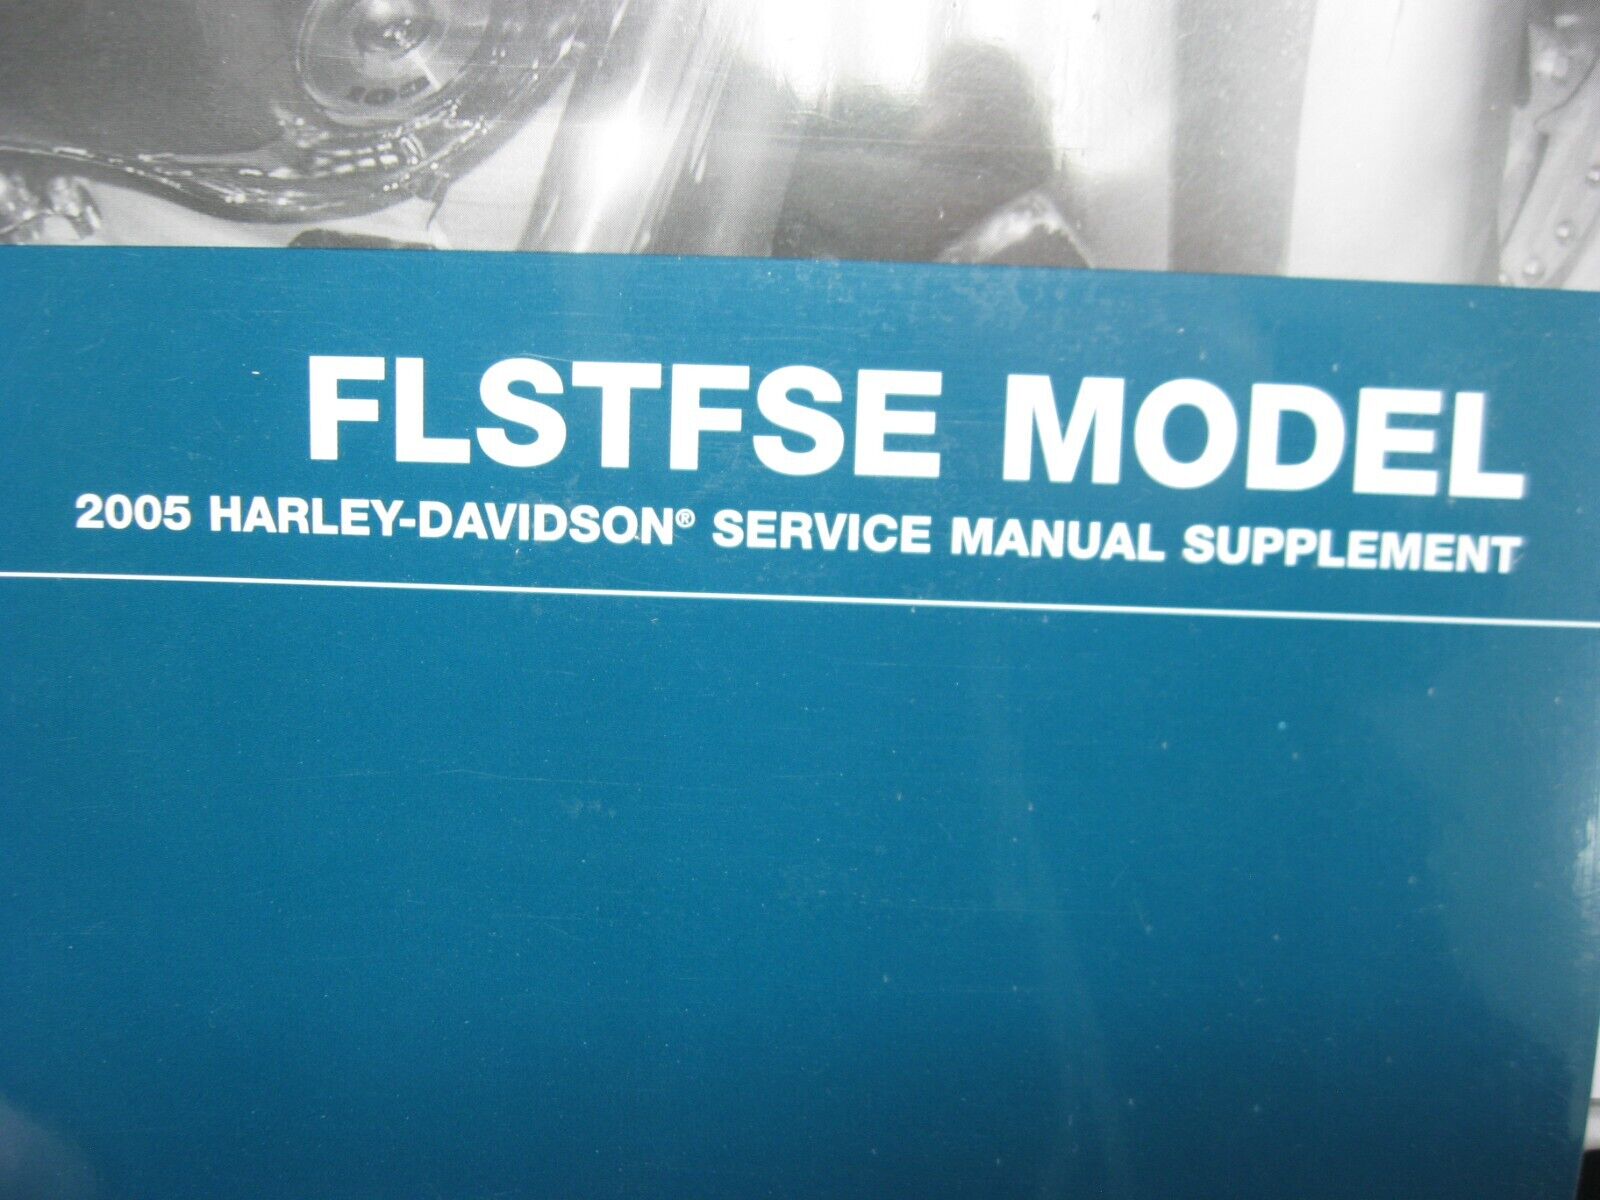 FLSTFSE MODEL
2005 HARLEY-DAVIDSON® SERVICE MANUAL SUPPLEMENT